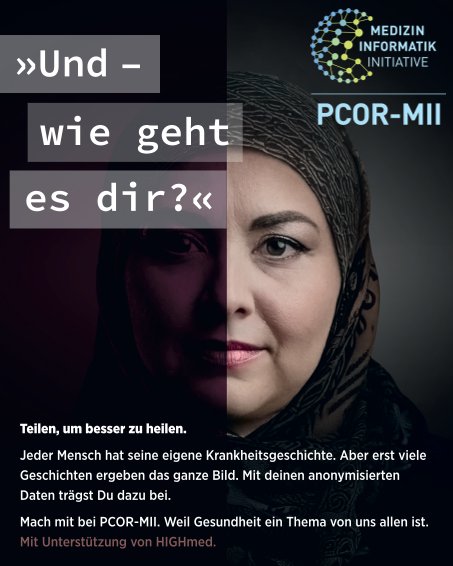 »Und –
wie geht
es dir?«
MEDIZIN
INFORMATIK
INITIATIVE
PCOR-MII
Teilen, um besser zu heilen.
Jeder Mensch hat seine eigene Krankheitsgeschichte. Aber erst viele
Geschichten ergeben das ganze Bild. Mit deinen anonymisierten
Daten trägst Du dazu bei.
Mach mit bei PCOR-MII. Weil Gesundheit ein Thema von uns allen ist.
Mit Unterstützung von HIGHmed.